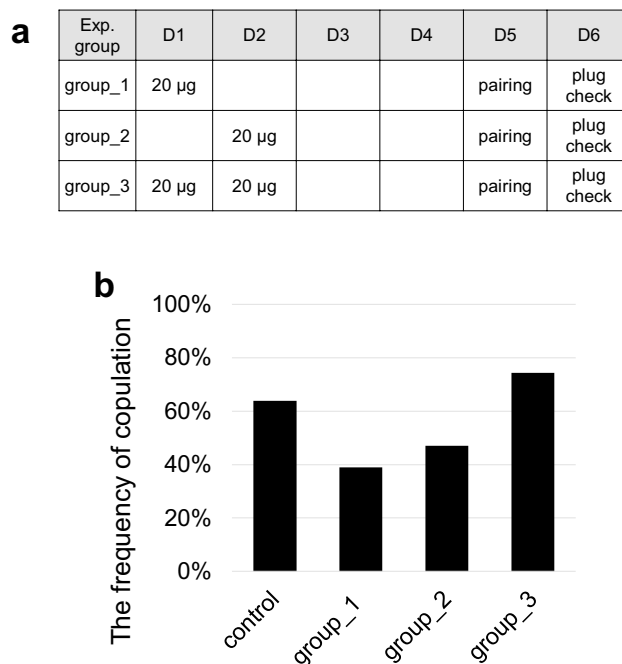 a
Exp. group D1 D2 D3 D4 D5 D6
group_1 20 μg pairing plug check
group_2 20 μg pairing plug check
group_3 20 μg 20 μg pairing plug check
b
The frequency of copulation
100%
80%
60%
40%
20%
0%
control group_1 group_2 group_3